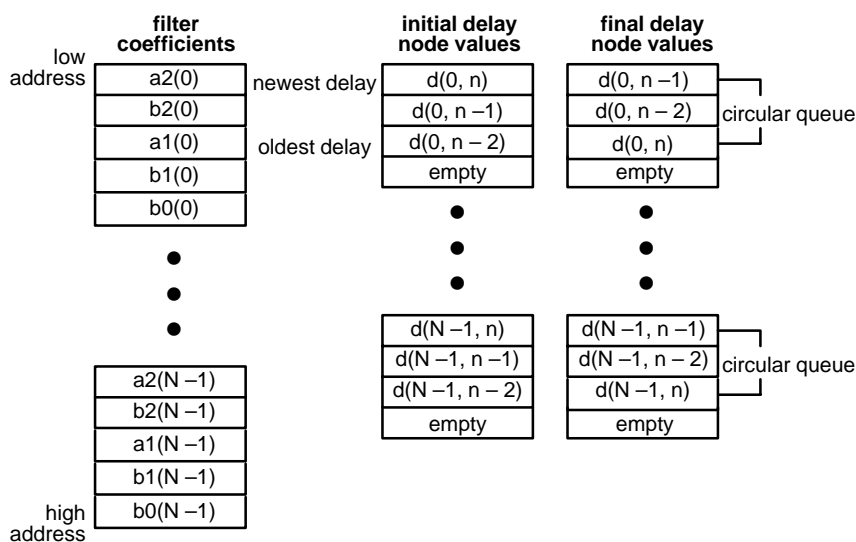 filter
coefficients
initial delay
node values
final delay
node values
low
address
a2(0)
b2(0)
a1(0)
b1(0)
b0(0)
newest delay
oldest delay
d(0, n)
d(0, n –1)
d(0, n – 2)
empty
d(0, n –1)
d(0, n – 2)
d(0, n)
empty
circular queue
a2(N –1)
b2(N –1)
a1(N –1)
b1(N –1)
b0(N –1)
high
address
d(N –1, n)
d(N –1, n –1)
d(N –1, n – 2)
empty
d(N –1, n –1)
d(N –1, n – 2)
d(N –1, n)
empty
circular queue